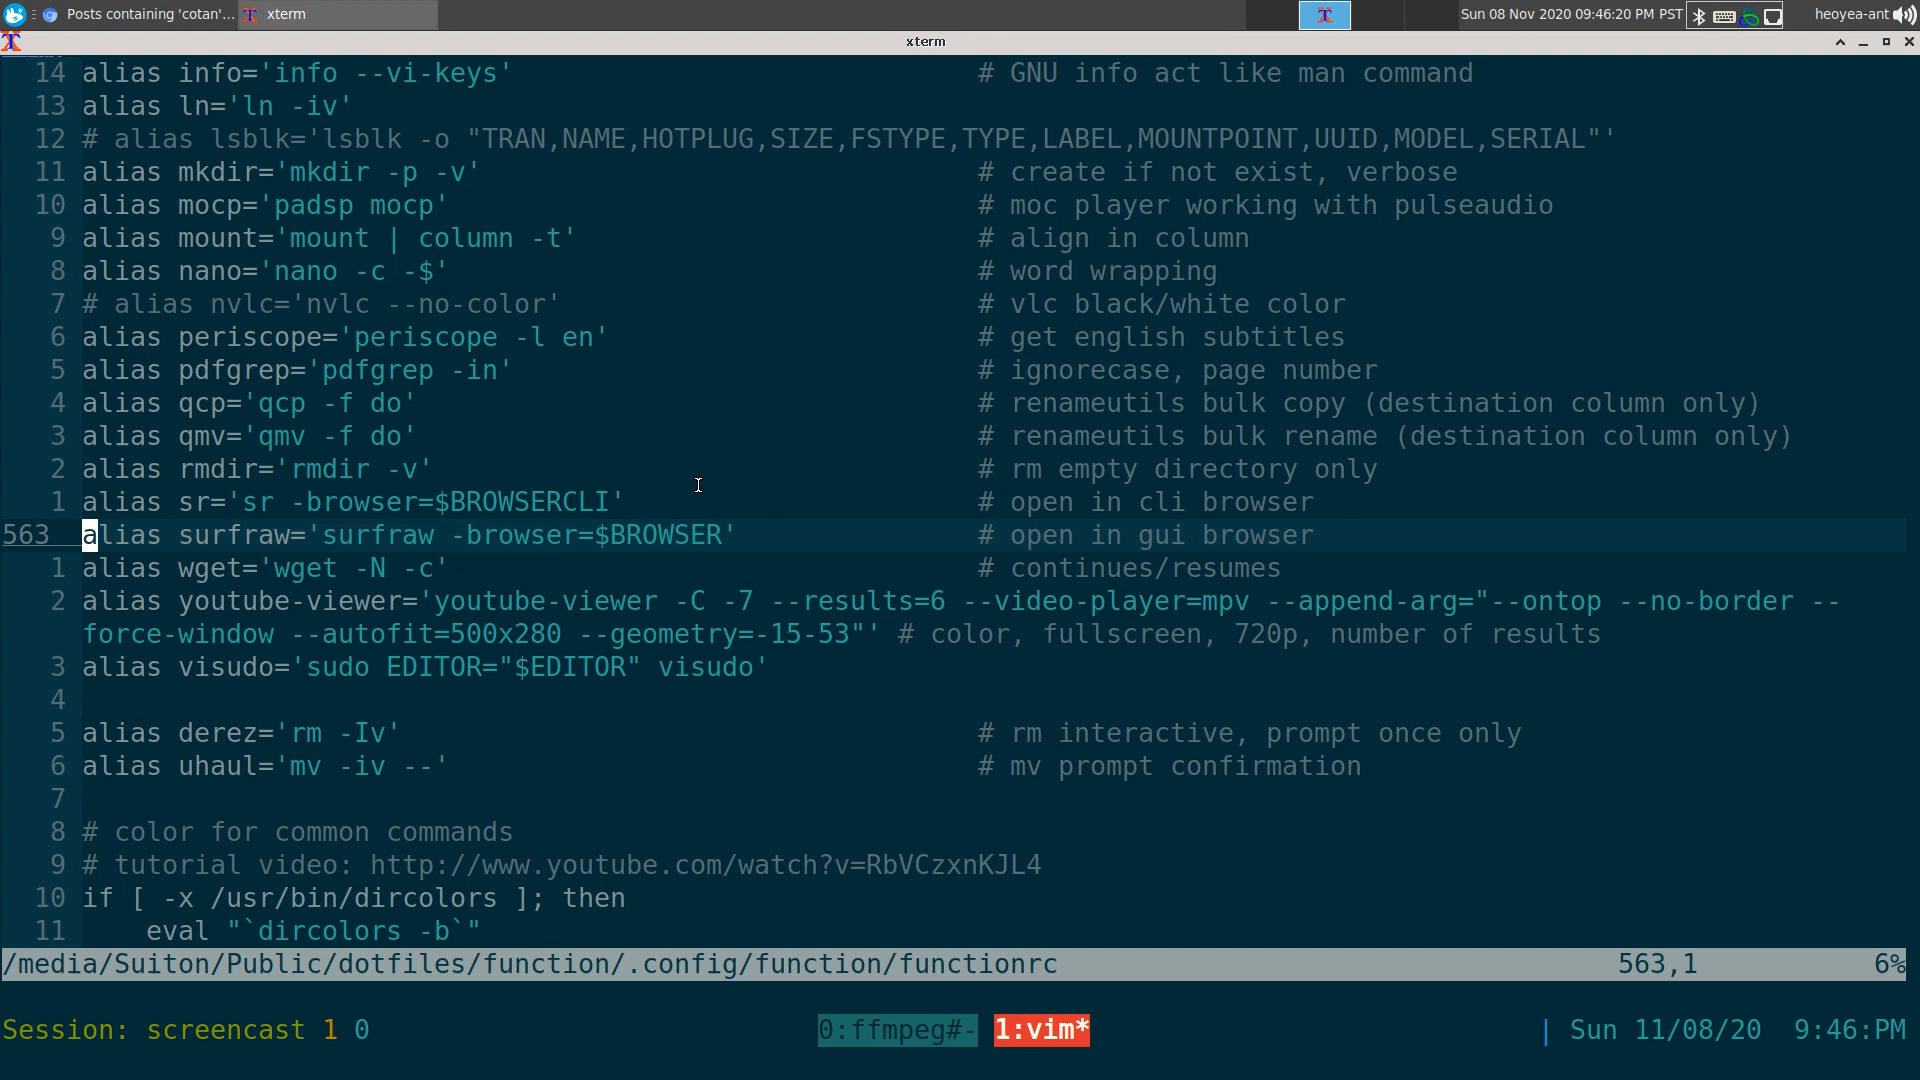 Posts containing 'cotan'... xterm Sun 08 Nov 2020 09:46:20 PM PST heoyea-ant
xterm
14 alias info='info --vi-keys' # GNU info act like man command
13 alias ln='ln -iv'
12 # alias lsblk='lsblk -o "TRAN,NAME,HOTPLUG,SIZE,FSTYPE,TYPE,LABEL,MOUNTPOINT,UUID,MODEL,SERIAL"'
11 alias mkdir='mkdir -p -v' # create if not exist, verbose
10 alias mocp='padsp mocp' # moc player working with pulseaudio
9 alias mount='mount | column -t' # align in column
8 alias nano='nano -c -$' # word wrapping
7 # alias nvlc='nvlc --no-color' # vlc black/white color
6 alias periscope='periscope -l en' # get english subtitles
5 alias pdfgrep='pdfgrep -in' # ignorecase, page number
4 alias qcp='qcp -f do' # renameutils bulk copy (destination column only)
3 alias qmv='qmv -f do' # renameutils bulk rename (destination column only)
2 alias rmdir='rmdir -v' # rm empty directory only
1 alias sr='sr -browser=$BROWSERCLI' # open in cli browser
563 alias surfraw='surfraw -browser=$BROWSER' # open in gui browser
1 alias wget='wget -N -c' # continues/resumes
2 alias youtube-viewer='youtube-viewer -C -7 --results=6 --video-player=mpv --append-arg="--ontop --no-border --
force-window --autofit=500x280 --geometry=-15-53"' # color, fullscreen, 720p, number of results
3 alias visudo='sudo EDITOR="$EDITOR" visudo'
4
5 alias derez='rm -Iv' # rm interactive, prompt once only
6 alias uhaul='mv -iv --' # mv prompt confirmation
7
8 # color for common commands
9 # tutorial video: http://www.youtube.com/watch?v=RbVCzxnKJL4
10 if [ -x /usr/bin/dircolors ]; then
11 eval "`dircolors -b`"
/media/Suiton/Public/dotfiles/function/.config/function/functionrc 563,1 6%
Session: screencast 1 0 0:ffmpeg#- 1:vim* | Sun 11/08/20 9:46:PM